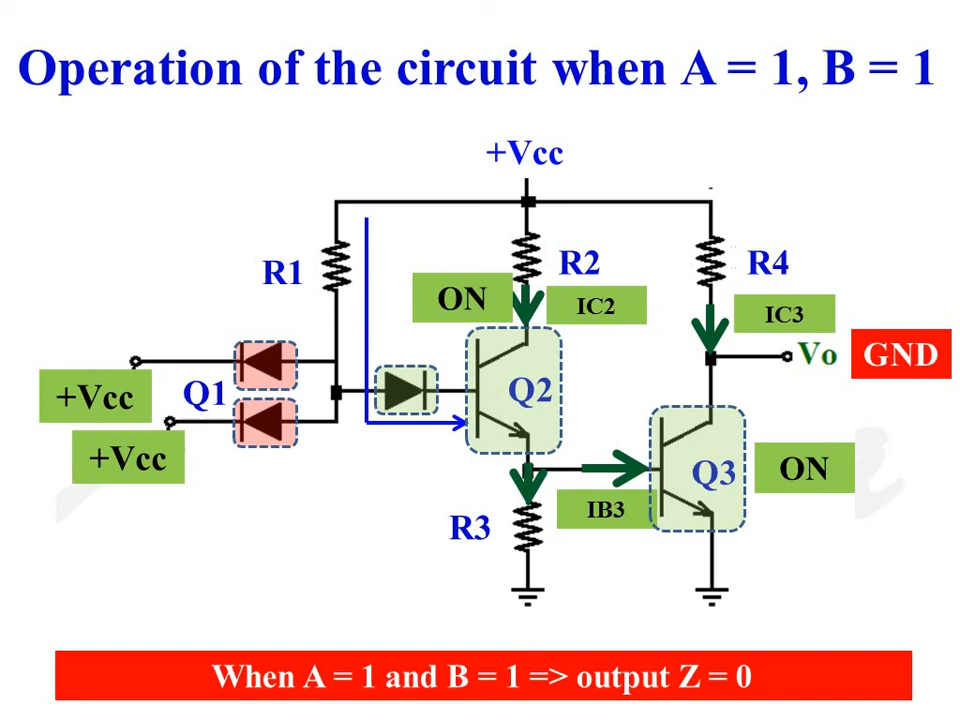 Operation of the circuit when A = 1, B = 1
+Vcc
R1
R2
R4
ON
IC2
IC3
Vo
GND
+Vcc
Q1
Q2
+Vcc
Q3
ON
R3
IB3
When A = 1 and B = 1 => output Z = 0